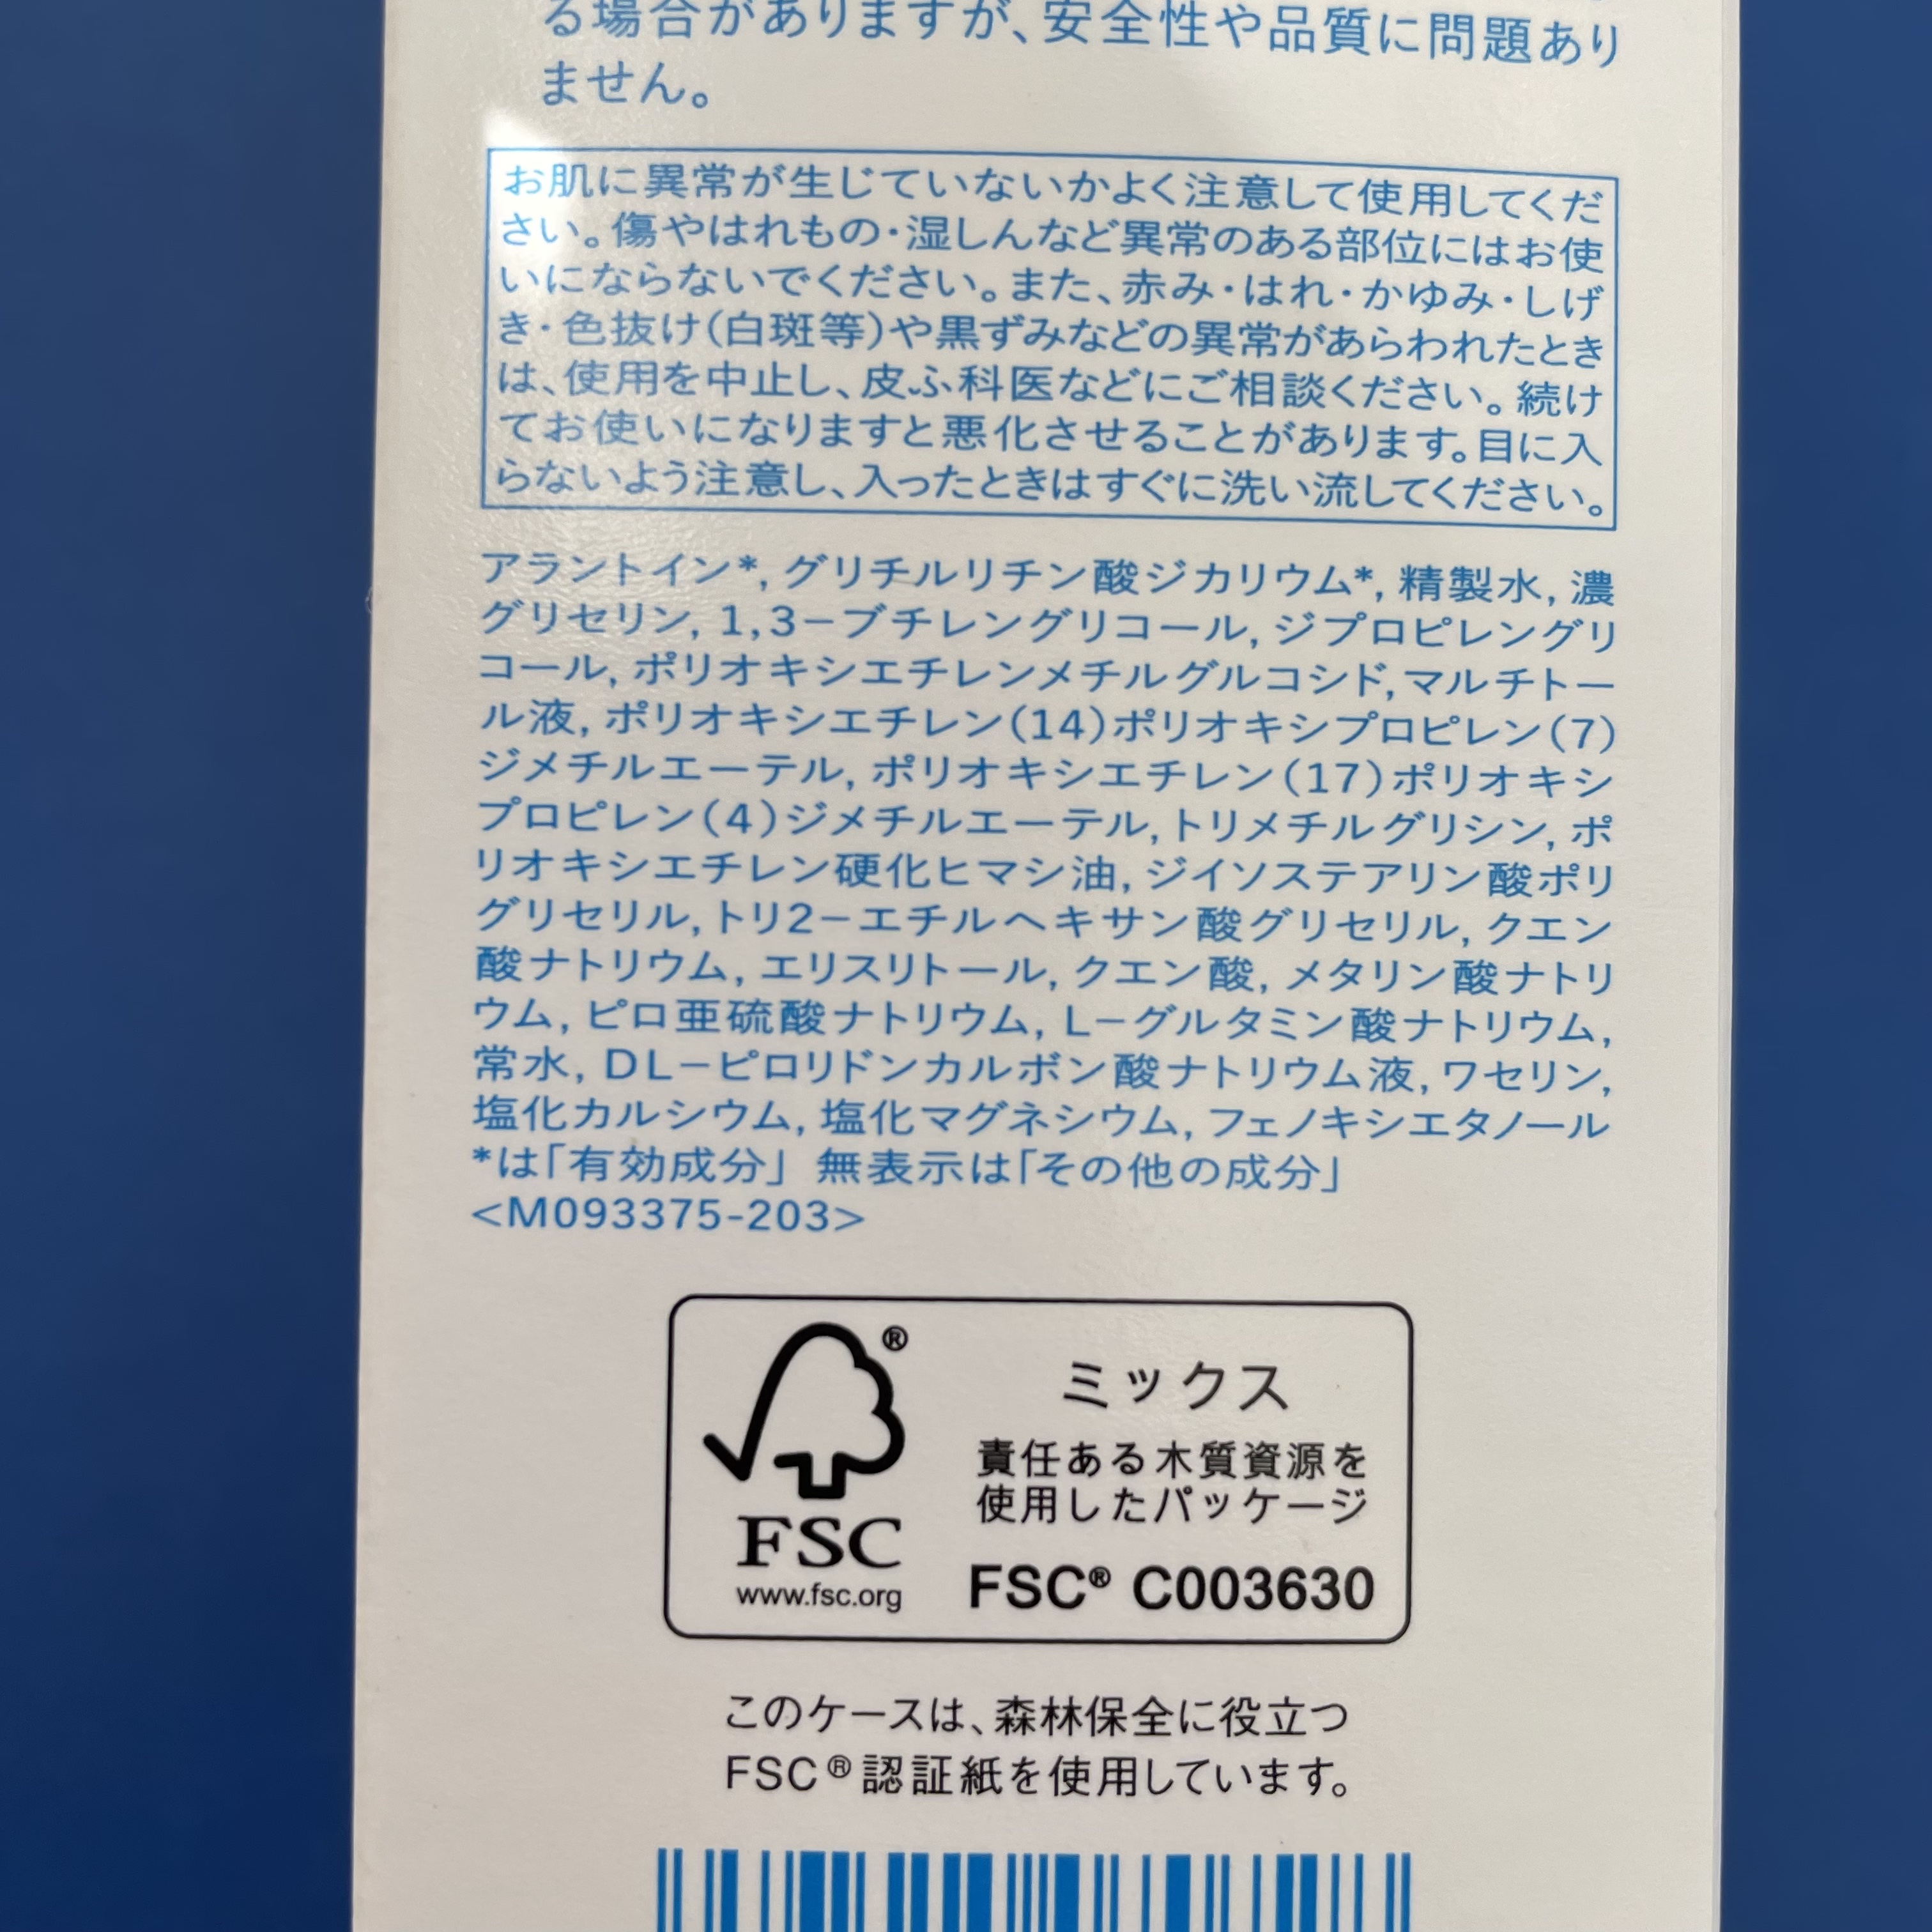 る場合がありますが、安全性や品質に問題あり
ません。
お肌に異常が生じていないかよく注意して使用してくだ
さい。傷やはれもの・湿しんなど異常のある部位にはお使
いにならないでください。また、赤み・はれ・かゆみ・しげ
き・色抜け(白斑等)や黒ずみなどの異常があらわれたとき
は、使用を中止し、皮ふ科医などにご相談ください。続け
てお使いになりますと悪化させることがあります。目に入
らないよう注意し、入ったときはすぐに洗い流してください。
アラントイン*, グリチルリチン酸ジカリウム*, 精製水, 濃
グリセリン, 1,3−ブチレングリコール, ジプロピレングリ
コール, ポリオキシエチレンメチルグルコシド, マルチトー
ル液, ポリオキシエチレン(14)ポリオキシプロピレン(7)
ジメチルエーテル, ポリオキシエチレン(17)ポリオキシ
プロピレン(4)ジメチルエーテル, トリメチルグリシン, ポ
リオキシエチレン硬化ヒマシ油, ジイソステアリン酸ポリ
グリセリル, トリ2−エチルヘキサン酸グリセリル, クエン
酸ナトリウム, エリスリトール, クエン酸, メタリン酸ナトリ
ウム, ピロ亜硫酸ナトリウム, L−グルタミン酸ナトリウム,
常水, DL−ピロリドンカルボン酸ナトリウム液, ワセリン,
塩化カルシウム, 塩化マグネシウム, フェノキシエタノール
*は「有効成分」 無表示は「その他の成分」
<M093375-203>
ミックス
責任ある木質資源を
使用したパッケージ
FSC® C003630
®
FSC
www.fsc.org
このケースは、森林保全に役立つ
FSC®認証紙を使用しています。